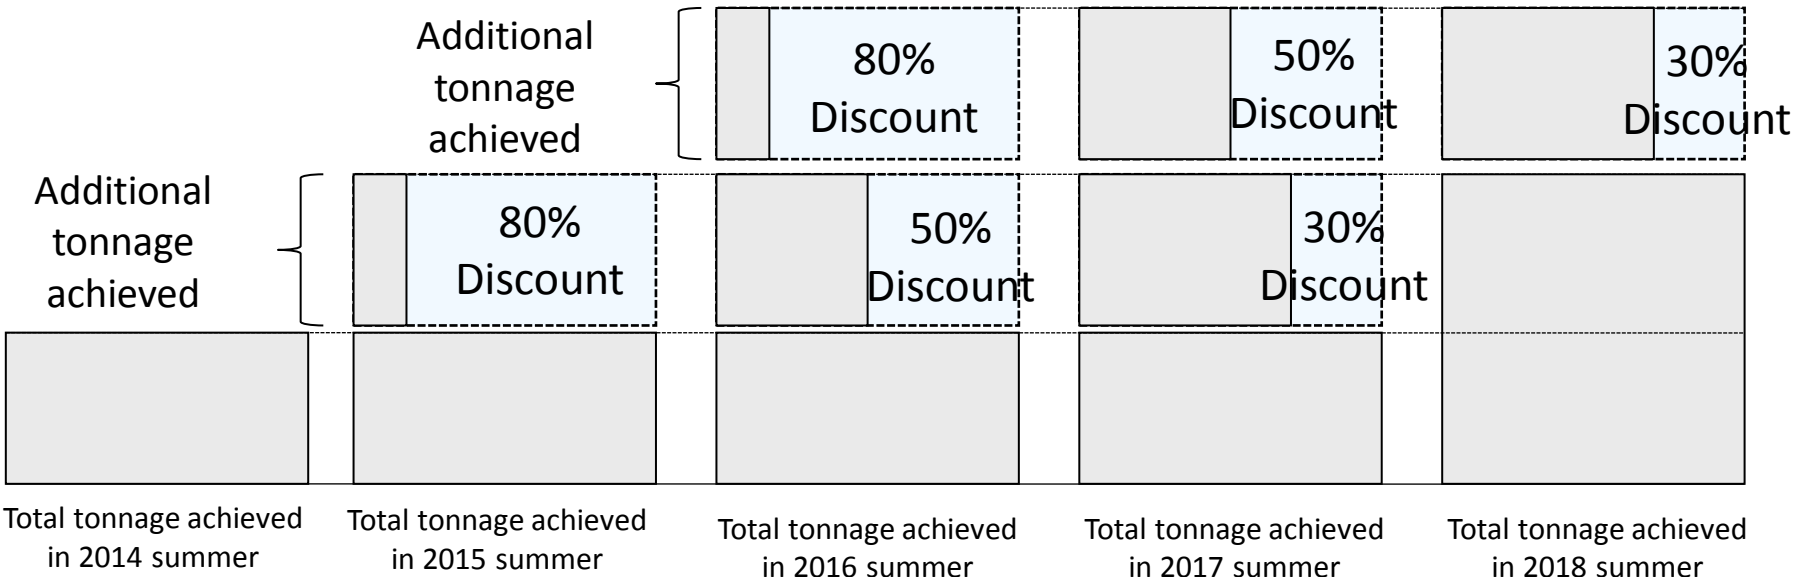 Additional
tonnage
achieved
80%
Discount
50%
Discount
30%
Discount
Additional
tonnage
achieved
80%
Discount
50%
Discount
30%
Discount
Total tonnage achieved
in 2014 summer
Total tonnage achieved
in 2015 summer
Total tonnage achieved
in 2016 summer
Total tonnage achieved
in 2017 summer
Total tonnage achieved
in 2018 summer